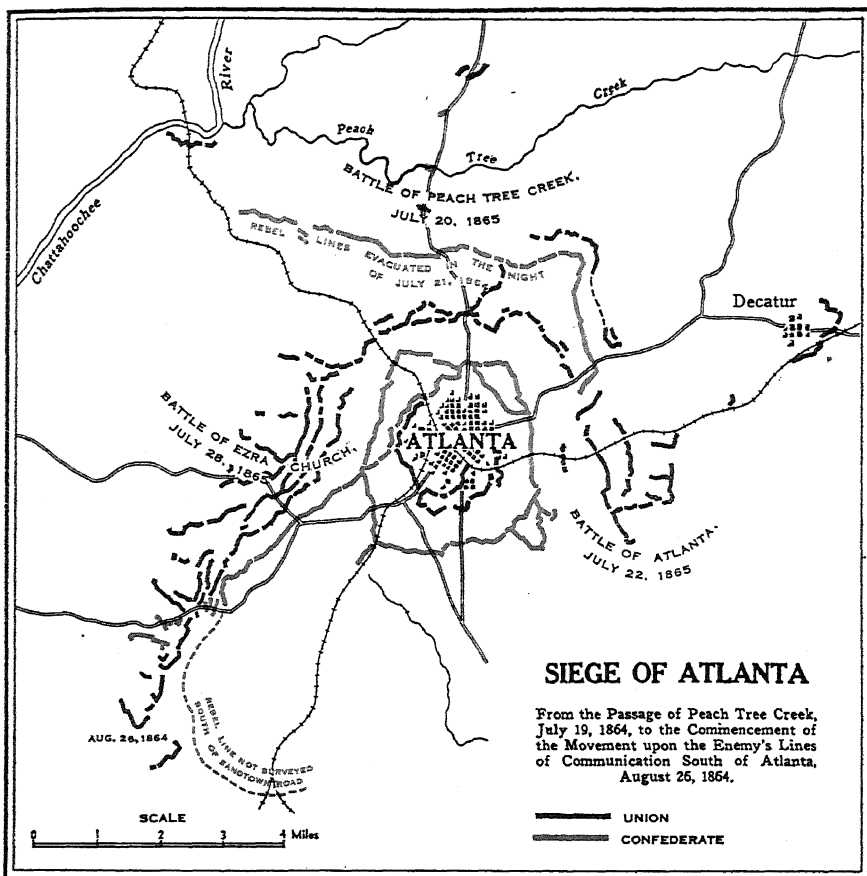 River
Creek
Peach
Tree
Chattahoochee
BATTLE OF PEACH TREE CREEK.
JULY 20, 1865
REBEL LINES EVACUATED IN THE NIGHT
OF JULY 21, 186
Decatur
BATTLE OF EZRA CHURCH.
JULY 28, 186
ATLANTA
BATTLE OF ATLANTA.
JULY 22, 1865
AUG. 26, 1864
REBEL LINE NOT SURVEYED
SOUTH OF SANDTOWN ROAD
SIEGE OF ATLANTA
From the Passage of Peach Tree Creek,
July 19, 1864, to the Commencement of
the Movement upon the Enemy's Lines
of Communication South of Atlanta,
August 26, 1864.
SCALE
0 1 2 3 4 Miles
UNION
CONFEDERATE